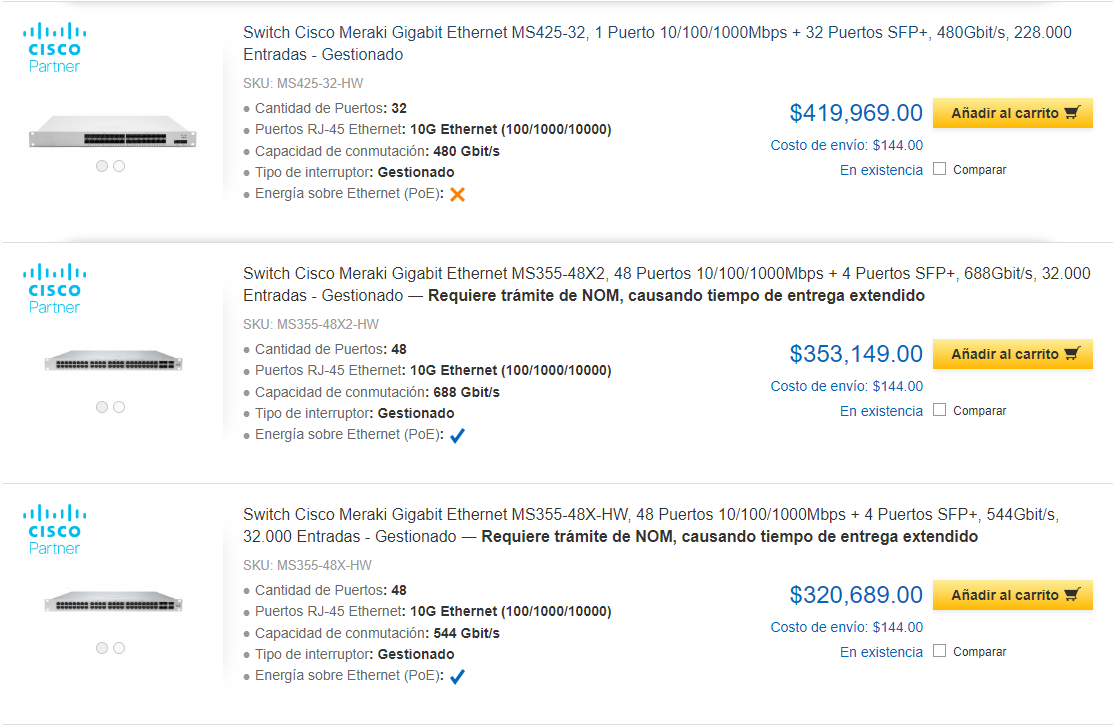 CISCO
Partner
Switch Cisco Meraki Gigabit Ethernet MS425-32, 1 Puerto 10/100/1000Mbps + 32 Puertos SFP+, 480Gbit/s, 228.000
Entradas - Gestionado
SKU: MS425-32-HW
Cantidad de Puertos: 32
Puertos RJ-45 Ethernet: 10G Ethernet (100/1000/10000)
Capacidad de conmutación: 480 Gbit/s
Tipo de interruptor: Gestionado
Energía sobre Ethernet (PoE):
$419,969.00
Añadir al carrito
Costo de envío: $144.00
En existencia
Comparar
CISCO
Partner
Switch Cisco Meraki Gigabit Ethernet MS355-48X2, 48 Puertos 10/100/1000Mbps + 4 Puertos SFP+, 688Gbit/s, 32.000
Entradas - Gestionado — Requiere trámite de NOM, causando tiempo de entrega extendido
SKU: MS355-48X2-HW
Cantidad de Puertos: 48
Puertos RJ-45 Ethernet: 10G Ethernet (100/1000/10000)
Capacidad de conmutación: 688 Gbit/s
Tipo de interruptor: Gestionado
Energía sobre Ethernet (PoE):
$353,149.00
Añadir al carrito
Costo de envío: $144.00
En existencia
Comparar
CISCO
Partner
Switch Cisco Meraki Gigabit Ethernet MS355-48X-HW, 48 Puertos 10/100/1000Mbps + 4 Puertos SFP+, 544Gbit/s,
32.000 Entradas - Gestionado — Requiere trámite de NOM, causando tiempo de entrega extendido
SKU: MS355-48X-HW
Cantidad de Puertos: 48
Puertos RJ-45 Ethernet: 10G Ethernet (100/1000/10000)
Capacidad de conmutación: 544 Gbit/s
Tipo de interruptor: Gestionado
Energía sobre Ethernet (PoE):
$320,689.00
Añadir al carrito
Costo de envío: $144.00
En existencia
Comparar